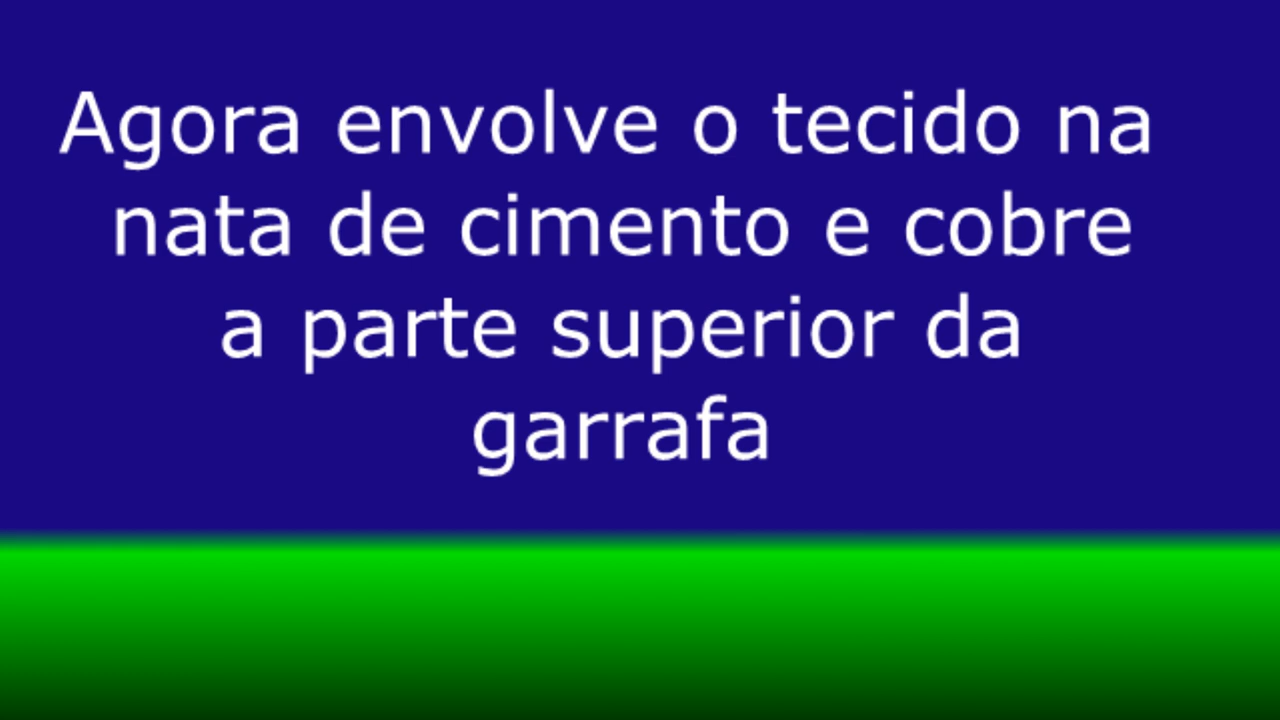 Agora envolve o tecido na
nata de cimento e cobre
a parte superior da
garrafa